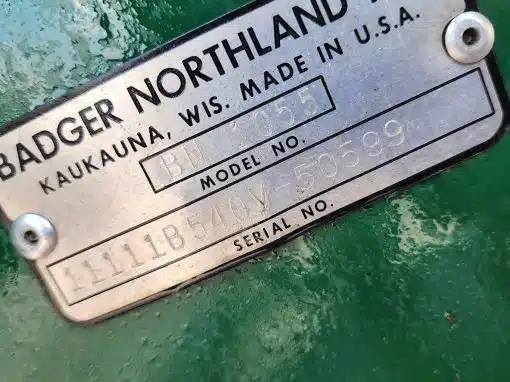 BADGER NORTHLAND
KAUKAUNA, WIS. MADE IN U.S.A.
BN 1055
MODEL NO.
11111B540V-50599
SERIAL NO.